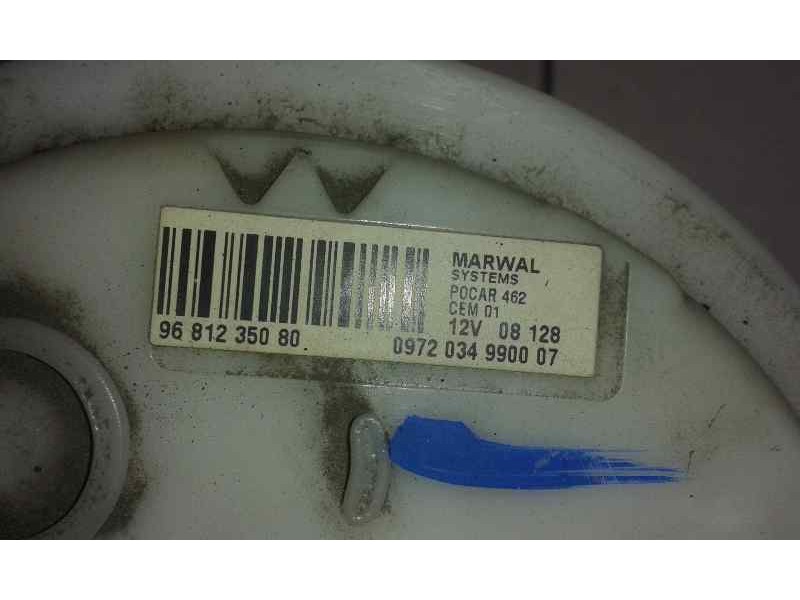 MARWAL
SYSTEMS
POCAR 462
CEM 01
12V 08 128
96 812 350 80
0972 034 9900 07